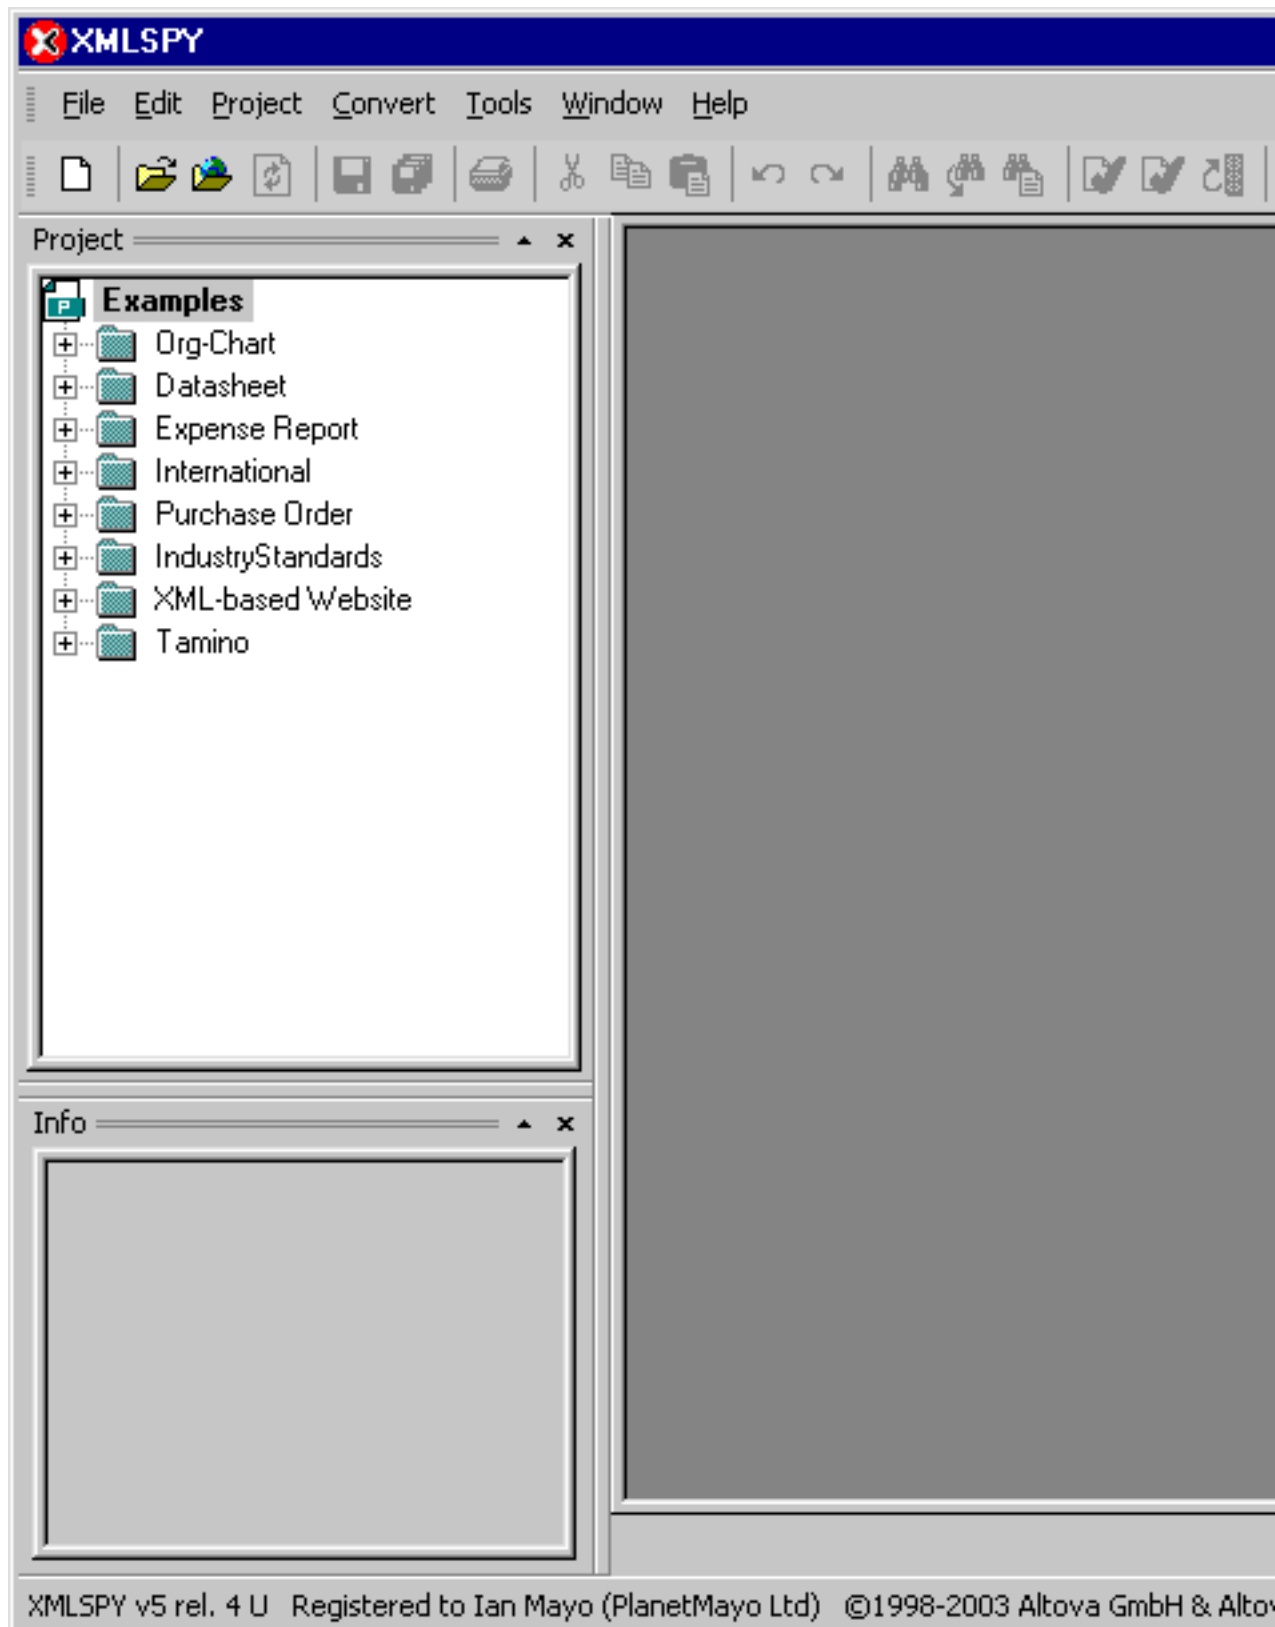 XMLSPY
File Edit Project Convert Tools Window Help
Project
P
Examples
Org-Chart
Datasheet
Expense Report
International
Purchase Order
IndustryStandards
XML-based Website
Tamino
Info
XMLSPY v5 rel. 4 U Registered to Ian Mayo (PlanetMayo Ltd) ©1998-2003 Altova GmbH &